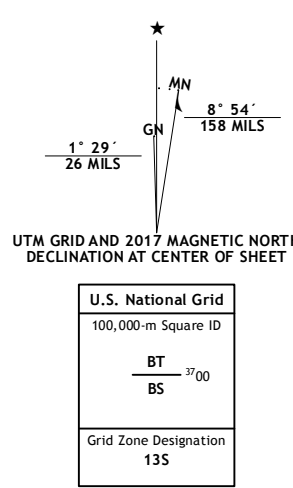 MN
8° 54´
158 MILS
GN
1° 29´
26 MILS
UTM GRID AND 2017 MAGNETIC NORTH
DECLINATION AT CENTER OF SHEET
U.S. National Grid
100,000-m Square ID
BT
3700
BS
Grid Zone Designation
13S